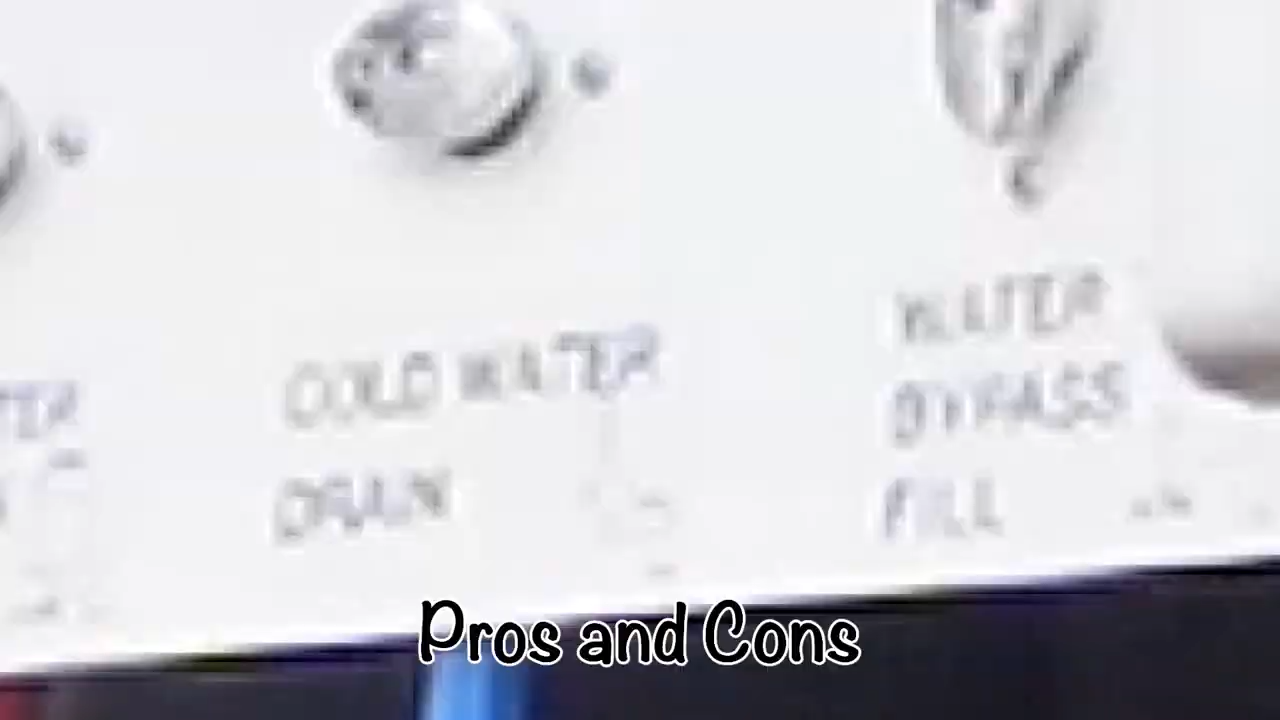 COLD WATER
DRAIN
WATER
BYPASS
FILL
Pros and Cons